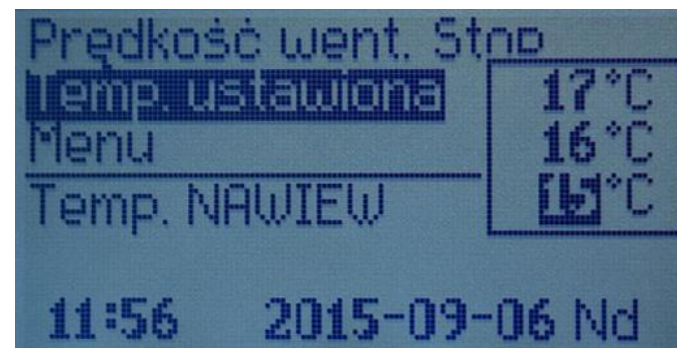 Prędkość went. Stop
Temp. ustawiona 17°C
Menu 16°C
Temp. NAWIEW 15°C
11:56 2015-09-06 Nd